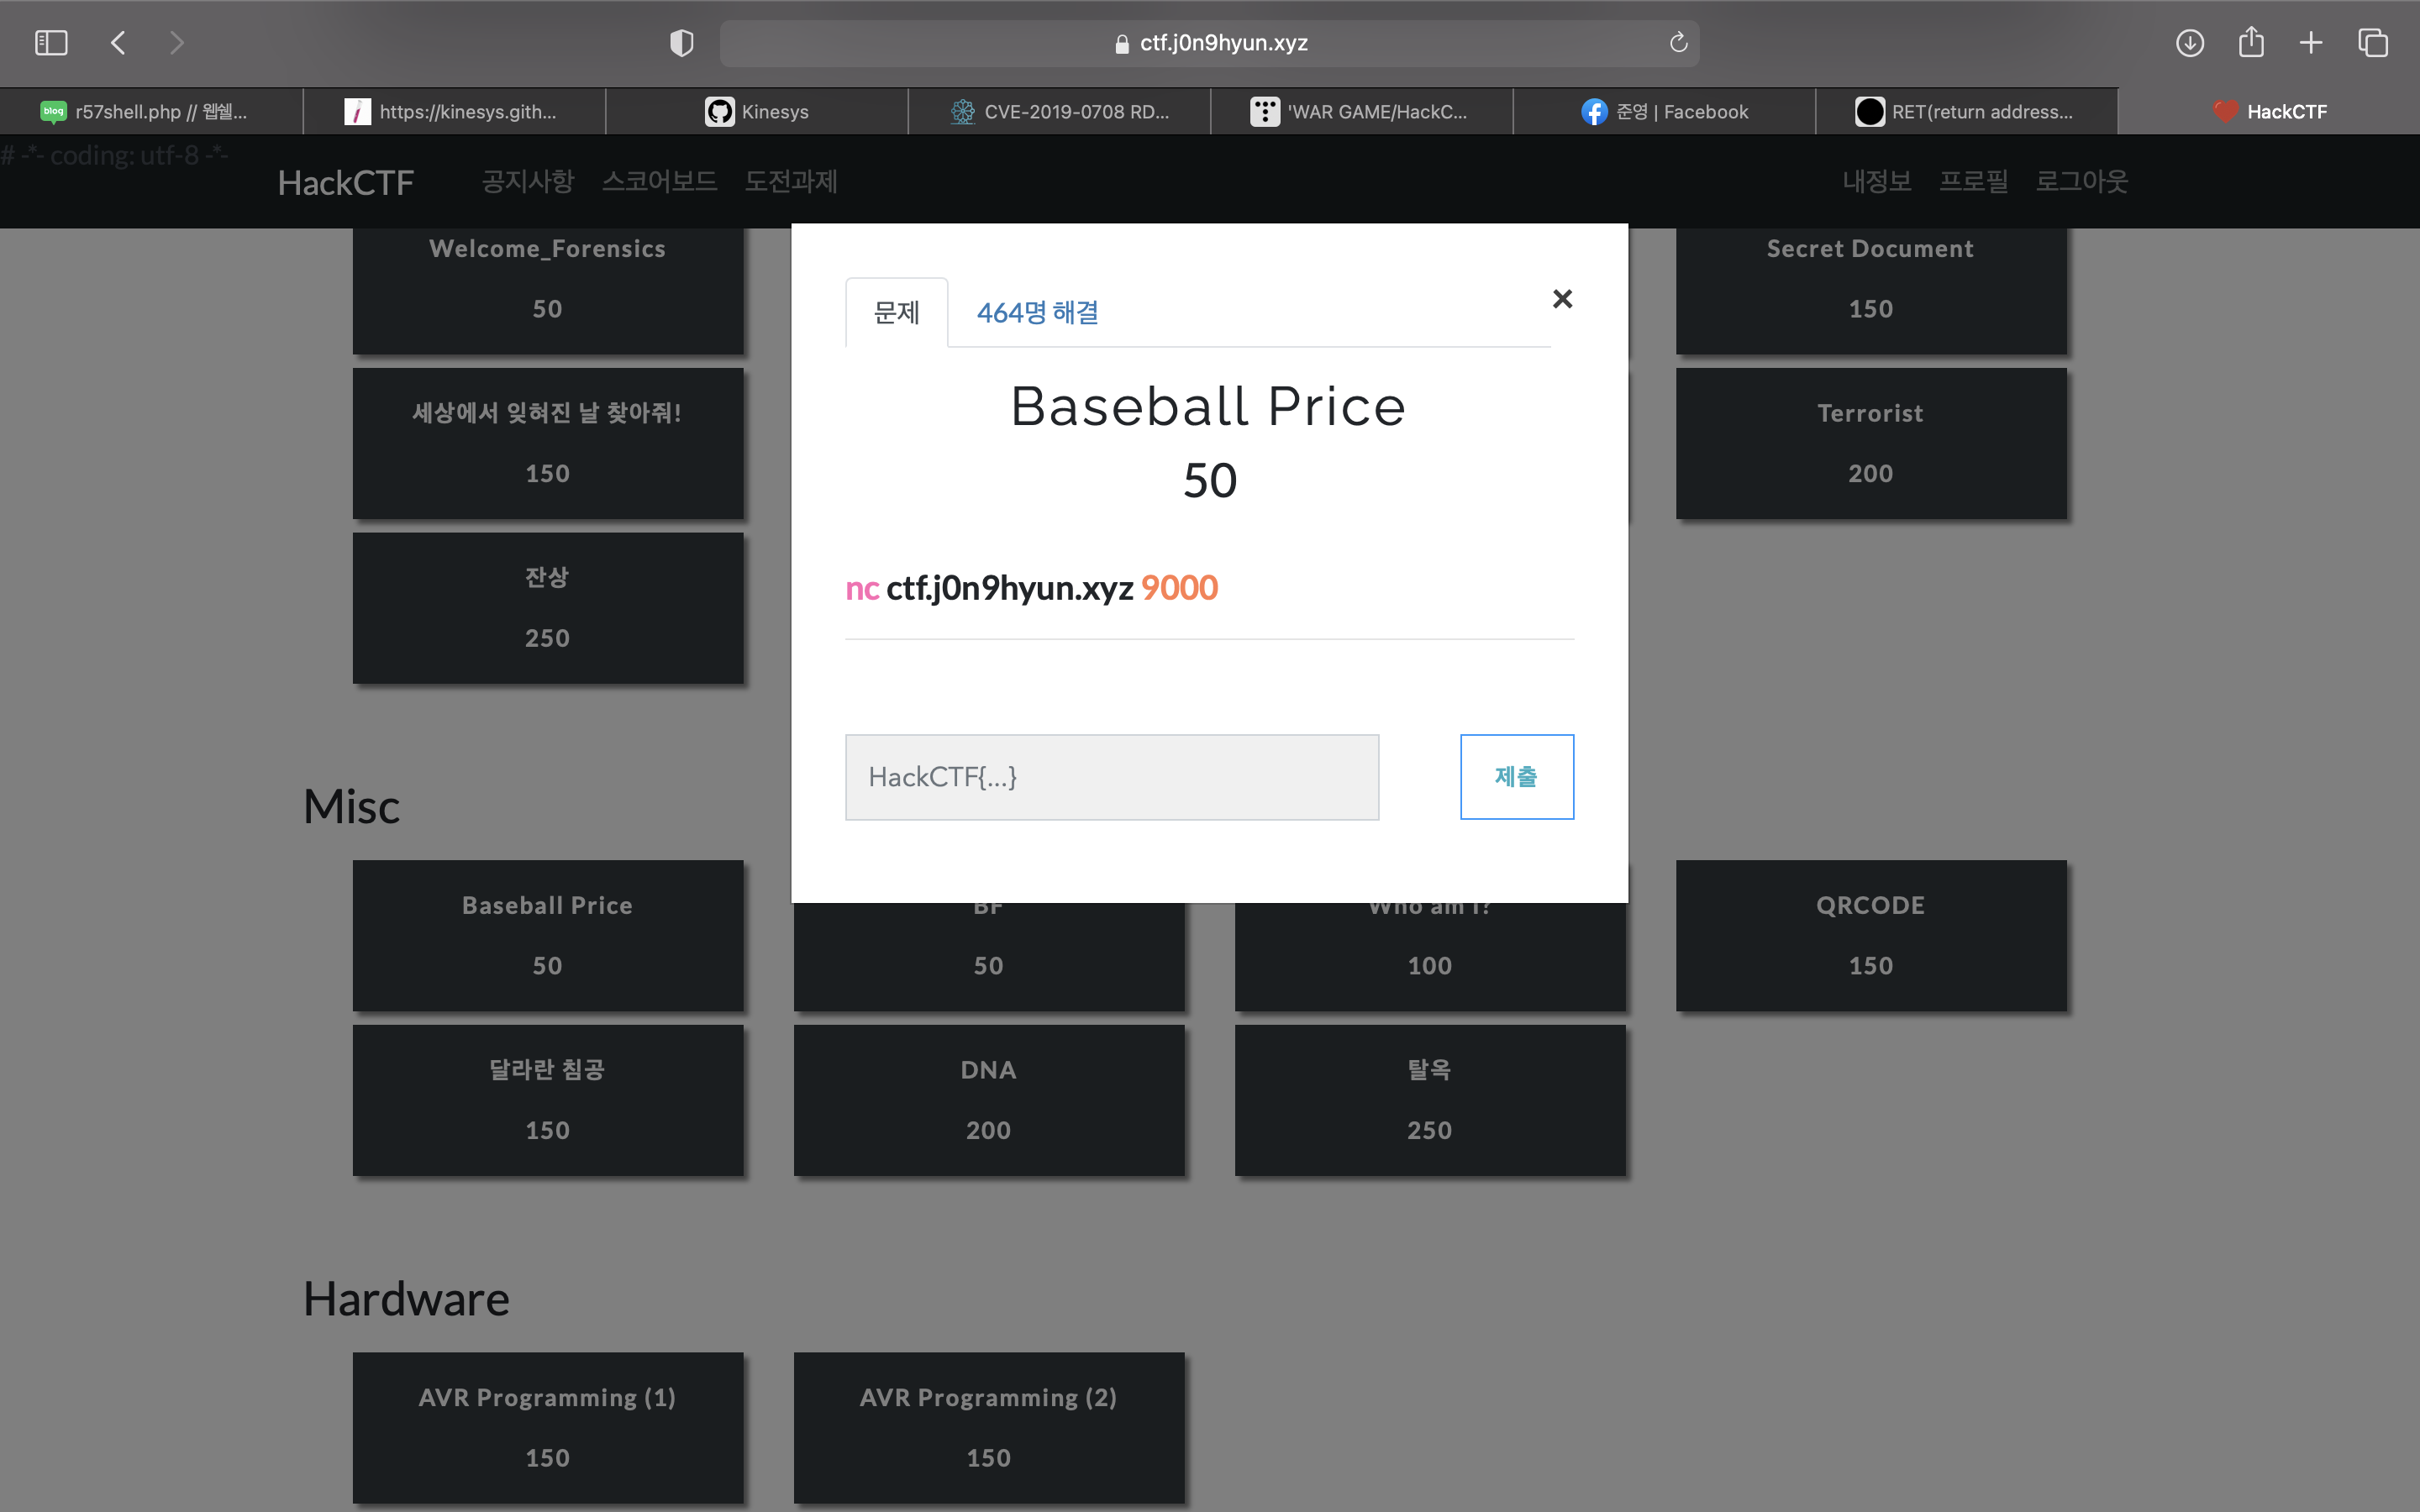 ctf.j0n9hyun.xyz
r57shell.php // 웹쉘...
https://kinesys.gith...
Kinesys
CVE-2019-0708 RD...
'WAR GAME/HackC...
준영 | Facebook
RET(return address...
HackCTF
# -*- coding: utf-8 -*-
HackCTF
공지사항
스코어보드
도전과제
내정보
프로필
로그아웃
Welcome_Forensics
50
Secret Document
150
세상에서 잊혀진 날 찾아줘!
150
Terrorist
200
잔상
250
문제
464명 해결
×
Baseball Price
50
nc ctf.j0n9hyun.xyz 9000
HackCTF{...}
제출
Misc
Baseball Price
50
BF
50
Who am I?
100
QRCODE
150
달라란 침공
150
DNA
200
탈옥
250
Hardware
AVR Programming (1)
150
AVR Programming (2)
150